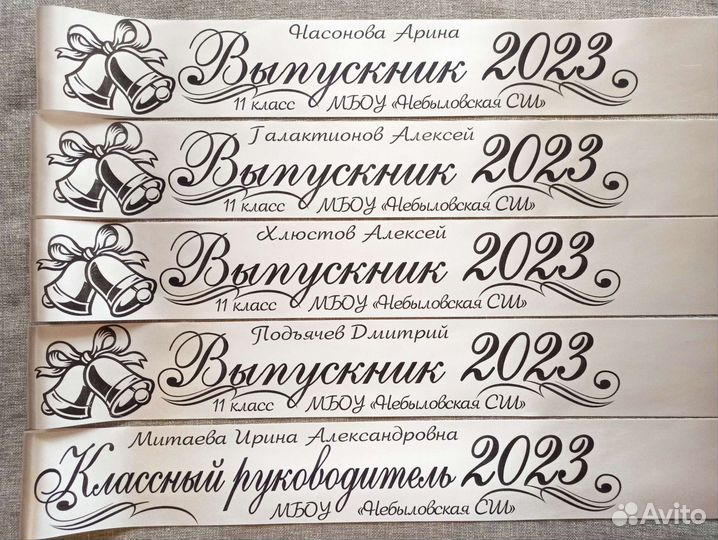 Насонова Арина
Выпускник 2023
11 класс МБОУ «Небыловская СШ»
Галактионов Алексей
Выпускник 2023
11 класс МБОУ «Небыловская СШ»
Хлюстов Алексей
Выпускник 2023
11 класс МБОУ «Небыловская СШ»
Подъячев Дмитрий
Выпускник 2023
11 класс МБОУ «Небыловская СШ»
Митаева Ирина Александровна
Классный руководитель 2023
МБОУ «Небыловская СШ»
Avito